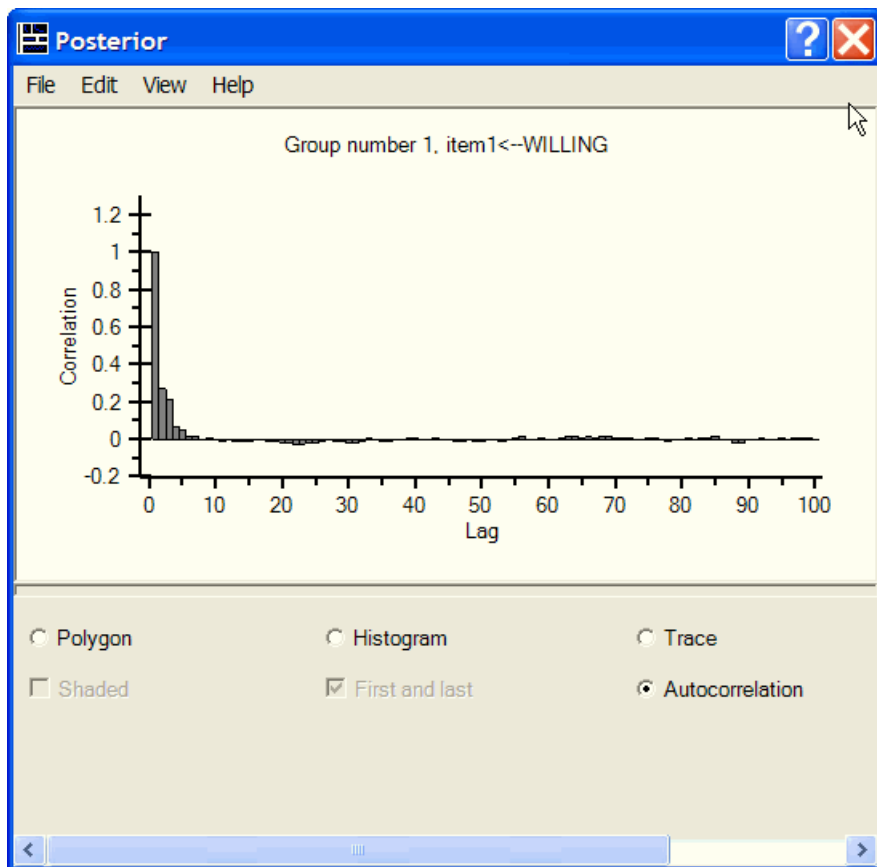 Posterior
File Edit View Help
Group number 1, item1<--WILLING
1.2
1
0.8
0.6
0.4
0.2
0
-0.2
Correlation
0 10 20 30 40 50 60 70 80 90 100
Lag
Polygon Histogram Trace
Shaded First and last Autocorrelation